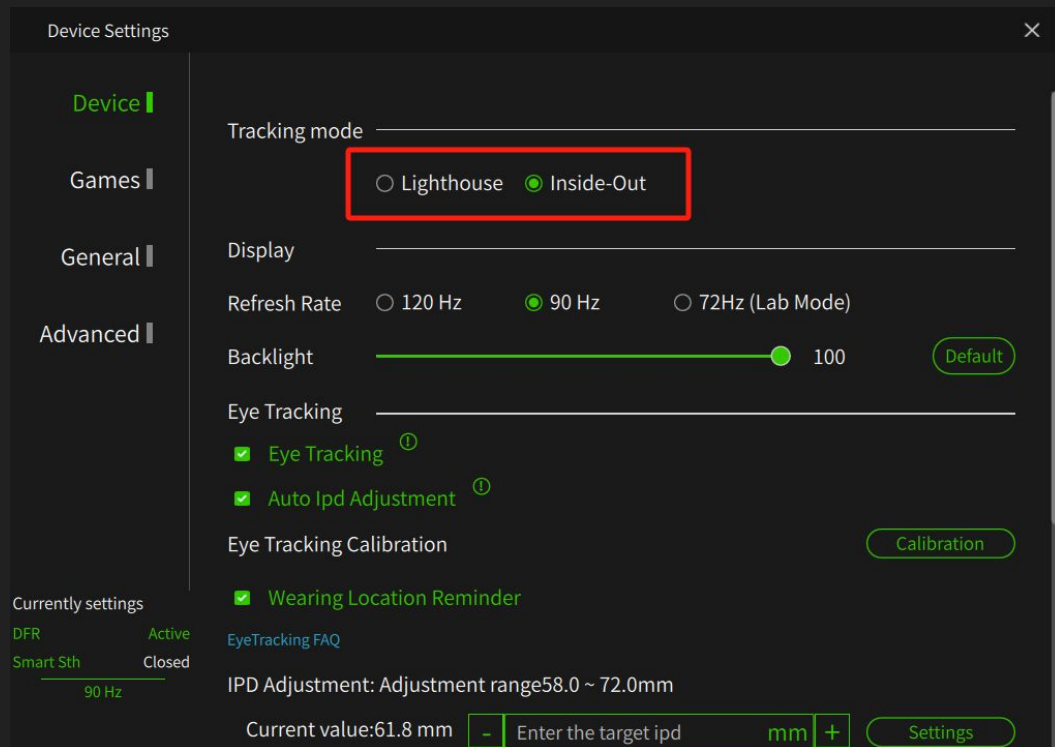 Device Settings
Device
Games
General
Advanced
Currently settings
DFR Active
Smart Sth Closed
90 Hz
Tracking mode
Lighthouse Inside-Out
Display
Refresh Rate 120 Hz 90 Hz 72Hz (Lab Mode)
Backlight 100 Default
Eye Tracking
Eye Tracking
Auto Ipd Adjustment
Eye Tracking Calibration Calibration
Wearing Location Reminder
EyeTracking FAQ
IPD Adjustment: Adjustment range58.0 ~ 72.0mm
Current value:61.8 mm - Enter the target ipd mm + Settings